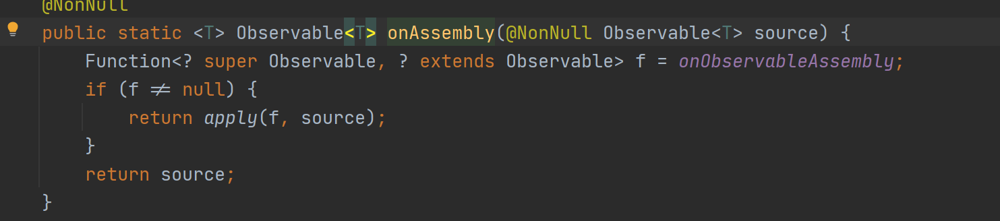 @NonNull
public static <T> Observable<T> onAssembly(@NonNull Observable<T> source) {
Function<? super Observable, ? extends Observable> f = onObservableAssembly;
if (f ≠ null) {
return apply(f, source);
}
return source;
}